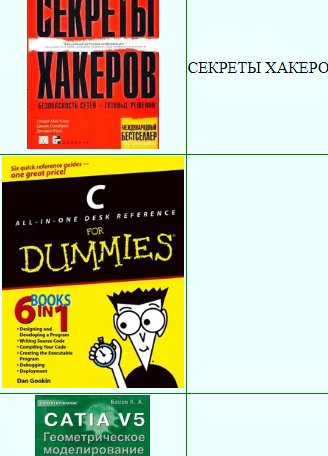 СЕКРЕТЫ
ХАКЕРОВ
БЕЗОПАСНОСТЬ СЕТЕЙ - ГОТОВЫЕ РЕШЕНИЯ
МЕЖДУНАРОДНЫЙ
БЕСТСЕЛЛЕР
СЕКРЕТЫ ХАКЕРО
Six quick reference guides —
one great price!
C
ALL-IN-ONE DESK REFERENCE
FOR
DUMMIES
6 BOOKS
IN 1
• Designing and
Developing a Program
• Writing Source Code
• Compiling Your Code
• Creating the Executable
Program
• Debugging
• Deployment
Dan Gookin
Басов К. А.
CATIA V5
Геометрическое
моделирование